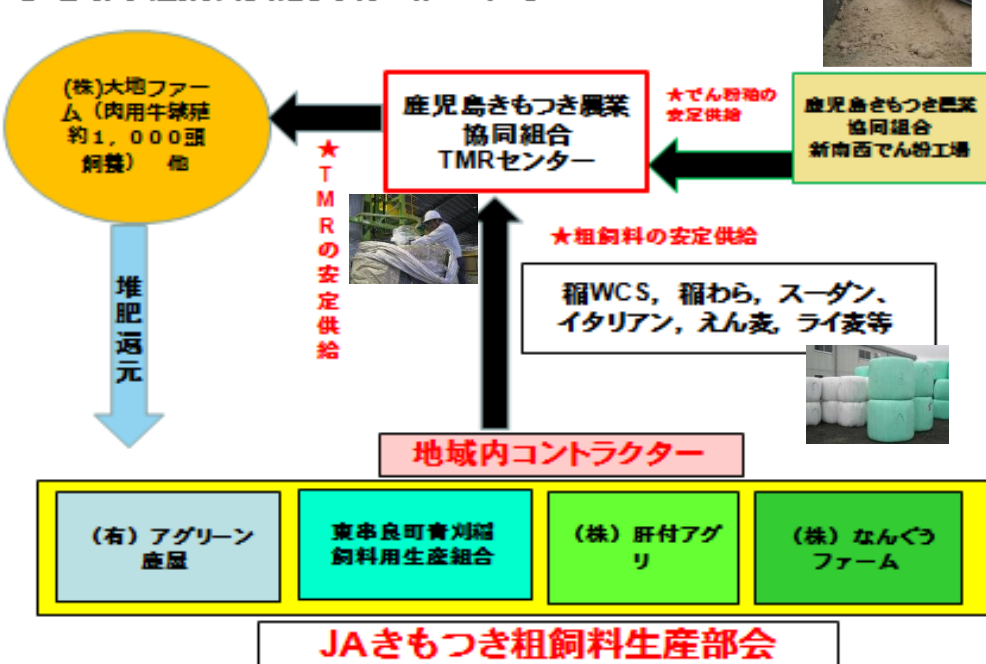 (株)大地ファー
ム（肉用牛繁殖
約１，０００頭
飼養） 他
鹿児島きもつき農業
協同組合
TMRセンター
★でん粉粕の
安定供給
鹿児島きもつき農業
協同組合
新南西でん粉工場
★TMRの安定供給
★粗飼料の安定供給
稲WCS，稲わら，スーダン、
イタリアン，えん麦，ライ麦等
堆肥還元
地域内コントラクター
（有）アグリーン
鹿屋
東串良町青刈稲
飼料用生産組合
（株）肝付アグ
リ
（株）なんぐう
ファーム
JAきもつき粗飼料生産部会